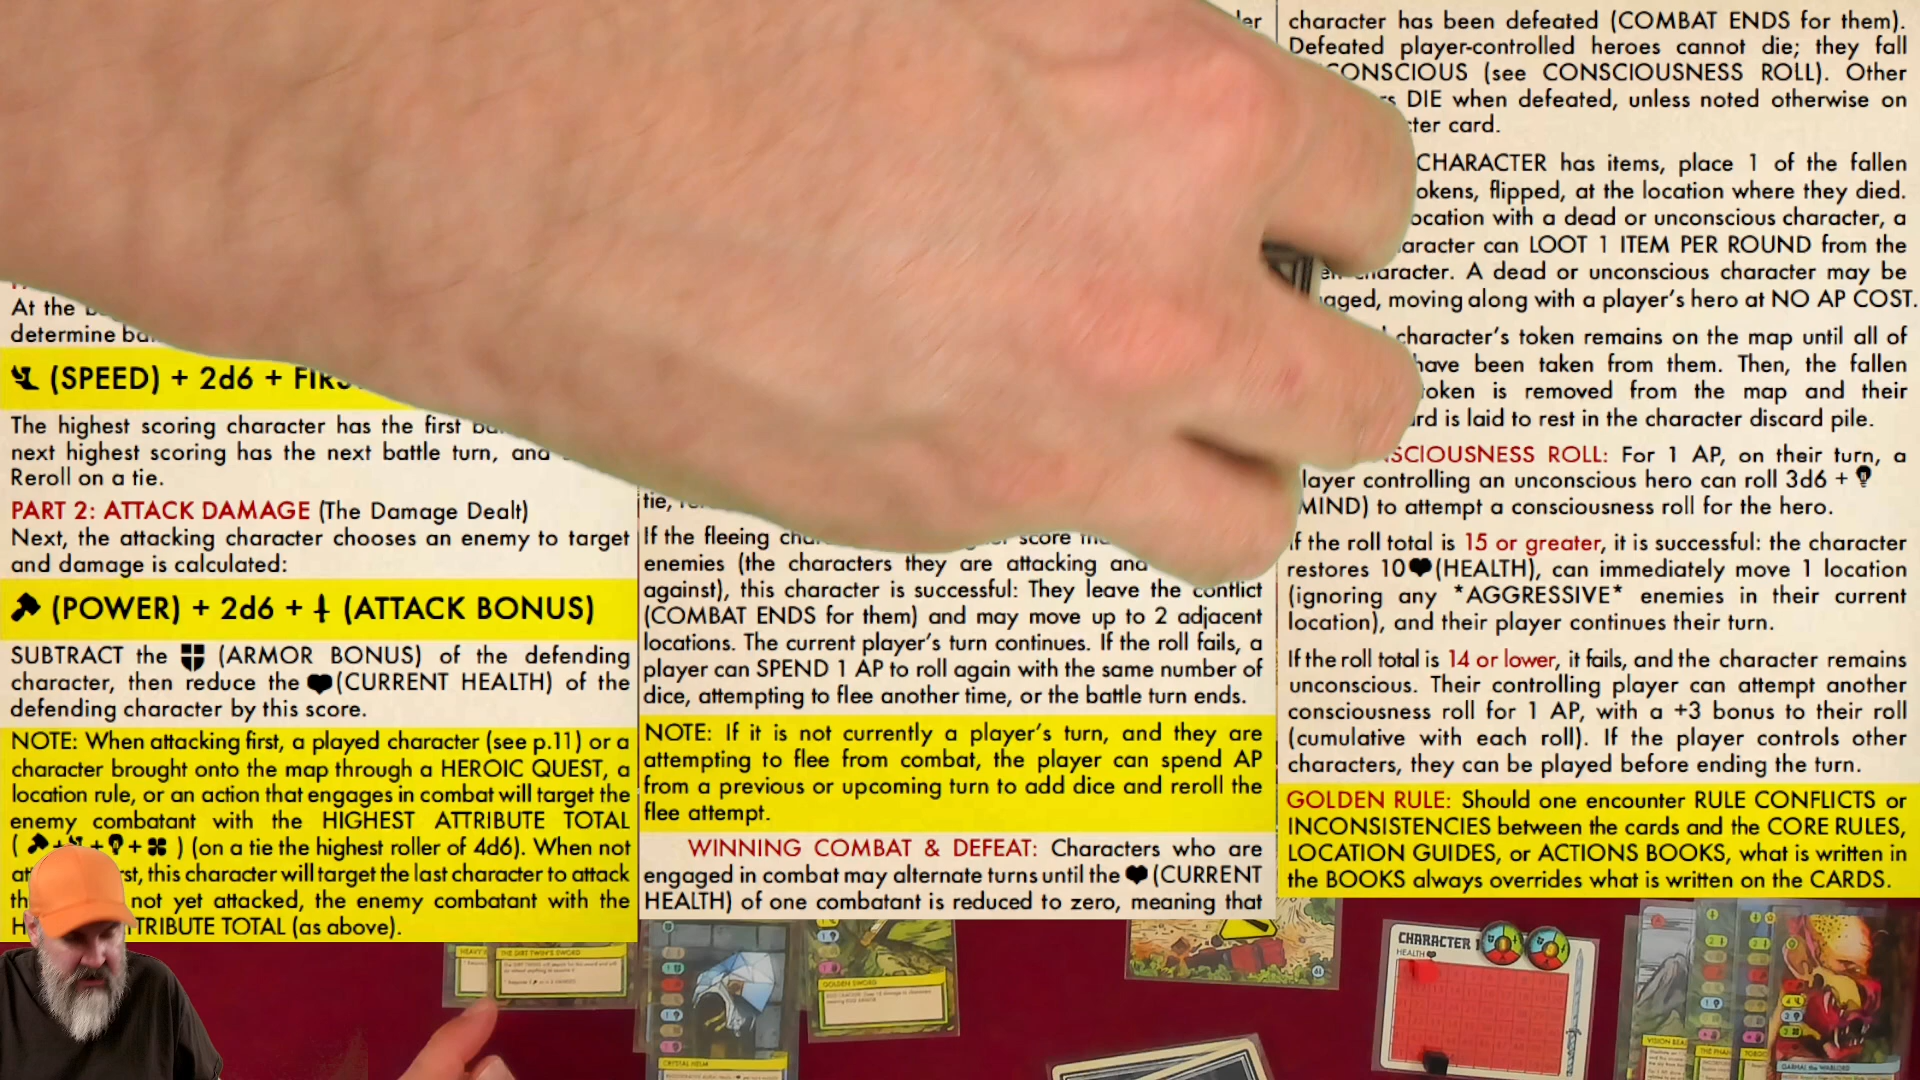 At the
determine
(SPEED) + 2d6 +
The highest scoring character has the first
next highest scoring has the next battle turn, and
Reroll on a tie.
PART 2: ATTACK DAMAGE (The Damage Dealt)
Next, the attacking character chooses an enemy to target
and damage is calculated:
(POWER) + 2d6 + (ATTACK BONUS)
SUBTRACT the (ARMOR BONUS) of the defending
character, then reduce the (CURRENT HEALTH) of the
defending character by this score.
NOTE: When attacking first, a played character (see p.11) or a
character brought onto the map through a HEROIC QUEST, a
location rule, or an action that engages in combat will target the
enemy combatant with the HIGHEST ATTRIBUTE TOTAL
( + + + ) (on a tie the highest roller of 4d6). When not
this character will target the last character to attack
not yet attacked, the enemy combatant with the
TRIBUTE TOTAL (as above).
tie,
If the fleeing score
enemies (the characters they are attacking
against), this character is successful: They leave the conflict
(COMBAT ENDS for them) and may move up to 2 adjacent
locations. The current player's turn continues. If the roll fails, a
player can SPEND 1 AP to roll again with the same number of
dice, attempting to flee another time, or the battle turn ends.
NOTE: If it is not currently a player's turn, and they are
attempting to flee from combat, the player can spend AP
from a previous or upcoming turn to add dice and reroll the
flee attempt.
WINNING COMBAT & DEFEAT: Characters who are
engaged in combat may alternate turns until the (CURRENT
HEALTH) of one combatant is reduced to zero, meaning that
character has been defeated (COMBAT ENDS for them).
Defeated player-controlled heroes cannot die; they fall
CONSCIOUS (see CONSCIOUSNESS ROLL). Other
DIE when defeated, unless noted otherwise on
card.
CHARACTER has items, place 1 of the fallen
okens, flipped, at the location where they died.
ocation with a dead or unconscious character, a
aracter can LOOT 1 ITEM PER ROUND from the
character. A dead or unconscious character may be
aged, moving along with a player's hero at NO AP COST.
character's token remains on the map until all of
have been taken from them. Then, the fallen
token is removed from the map and their
rd is laid to rest in the character discard pile.
SCIOUSNESS ROLL: For 1 AP, on their turn, a
layer controlling an unconscious hero can roll 3d6 +
MIND) to attempt a consciousness roll for the hero.
If the roll total is 15 or greater, it is successful: the character
restores 10 (HEALTH), can immediately move 1 location
(ignoring any *AGGRESSIVE* enemies in their current
location), and their player continues their turn.
If the roll total is 14 or lower, it fails, and the character remains
unconscious. Their controlling player can attempt another
consciousness roll for 1 AP, with a +3 bonus to their roll
(cumulative with each roll). If the player controls other
characters, they can be played before ending the turn.
GOLDEN RULE: Should one encounter RULE CONFLICTS or
INCONSISTENCIES between the cards and the CORE RULES,
LOCATION GUIDES, or ACTIONS BOOKS, what is written in
the BOOKS always overrides what is written on the CARDS.
THE DIRT TWIN'S SWORD
GOLDEN SWORD
CRYSTAL HELM
CHARACTER 1
HEALTH
VISION BEA
GARHAL the WARLORD